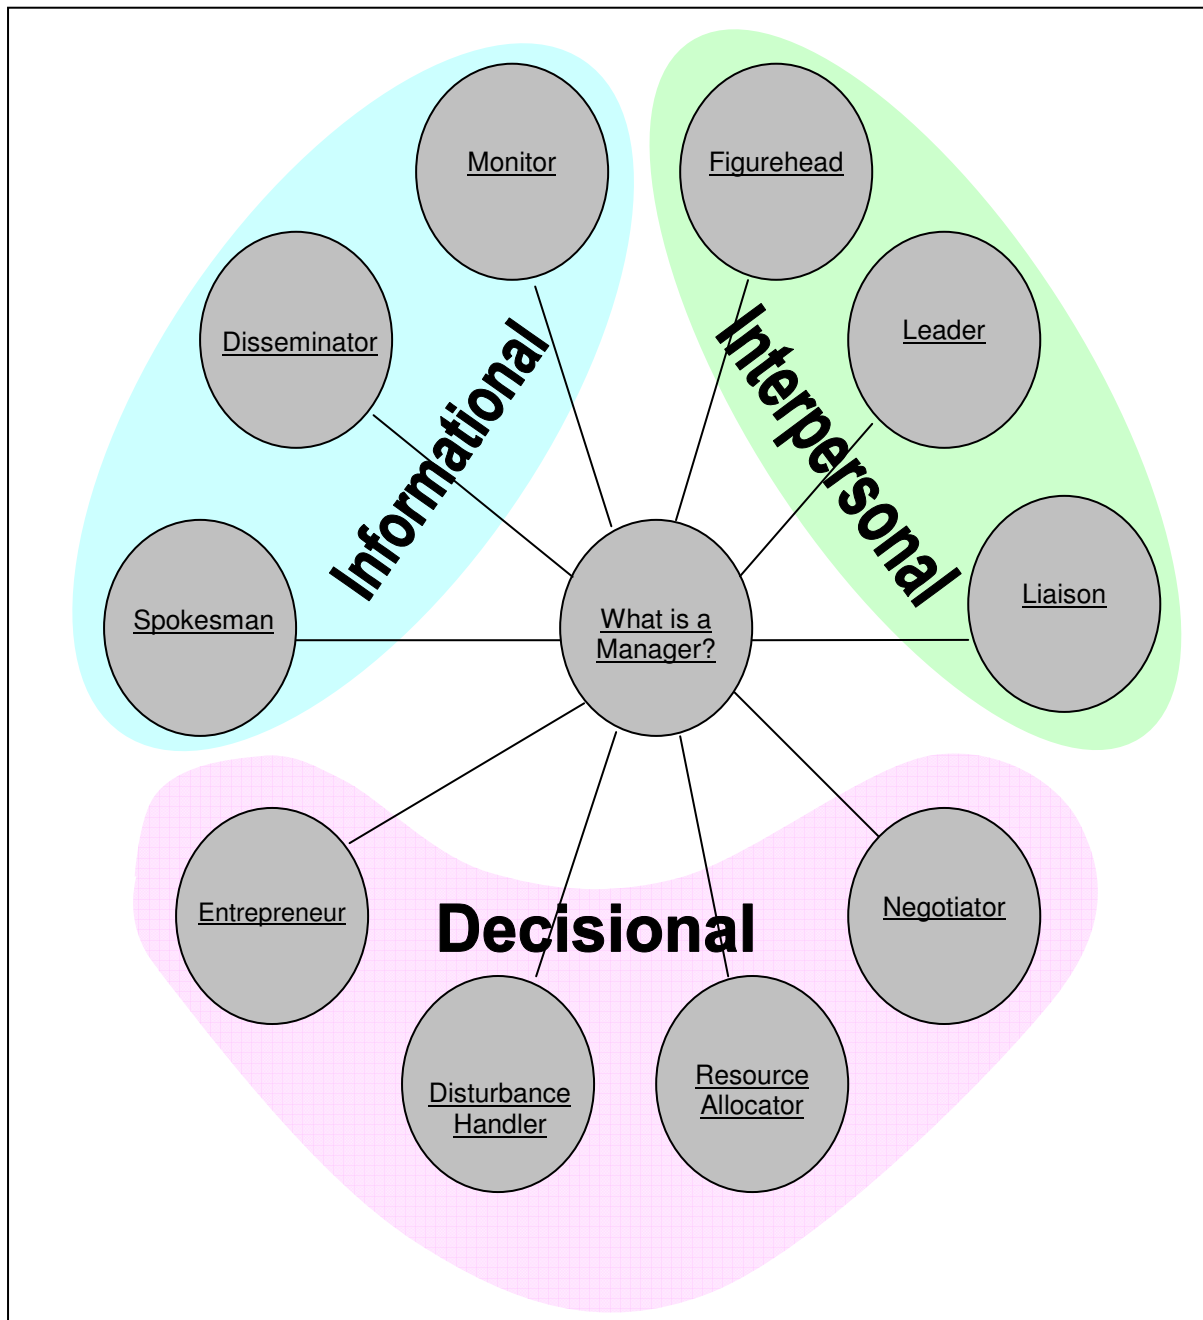 Monitor
Figurehead
Disseminator
Leader
Informational
Interpersonal
Spokesman
What is a
Manager?
Liaison
Entrepreneur
Decisional
Negotiator
Disturbance
Handler
Resource
Allocator